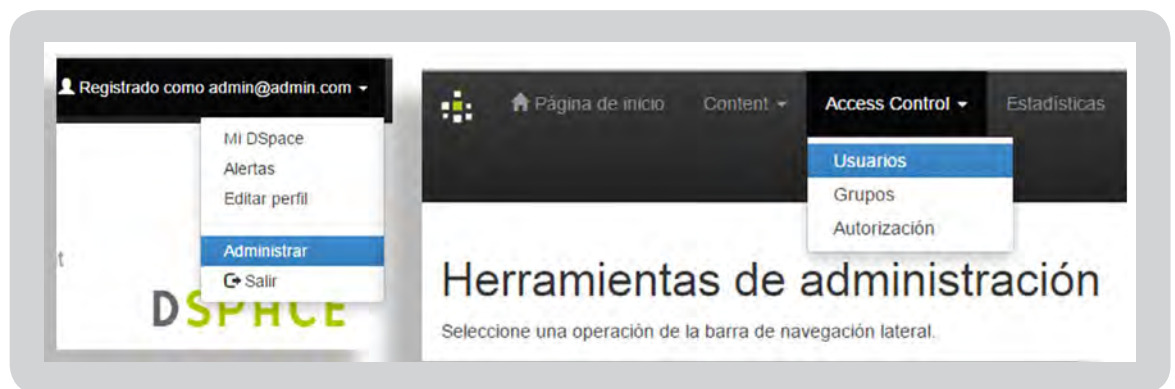 Registrado como admin@admin.com
Mi DSpace
Alertas
Editar perfil
Administrar
Salir
t
DSPACE
Página de inicio
Content
Access Control
Estadísticas
Usuarios
Grupos
Autorización
Herramientas de administración
Seleccione una operación de la barra de navegación lateral.